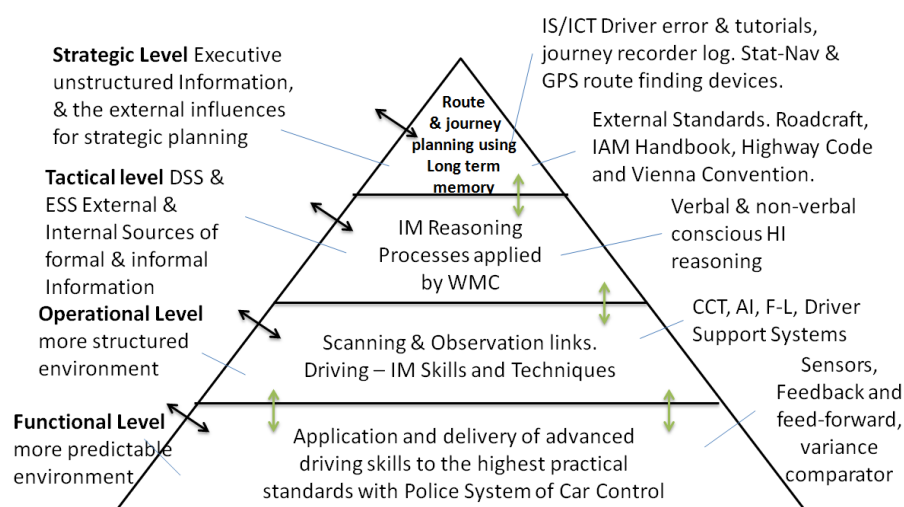 Strategic Level Executive
unstructured Information,
& the external influences
for strategic planning
Tactical level DSS &
ESS External &
Internal Sources of
formal & informal
Information
Operational Level
more structured
environment
Functional Level
more predictable
environment
Route
& journey
planning using
Long term
memory
IM Reasoning
Processes applied
by WMC
Scanning & Observation links.
Driving – IM Skills and Techniques
Application and delivery of advanced
driving skills to the highest practical
standards with Police System of Car Control
IS/ICT Driver error & tutorials,
journey recorder log. Stat-Nav &
GPS route finding devices.
External Standards. Roadcraft,
IAM Handbook, Highway Code
and Vienna Convention.
Verbal & non-verbal
conscious HI
reasoning
CCT, AI, F-L, Driver
Support Systems
Sensors,
Feedback and
feed-forward,
variance
comparator